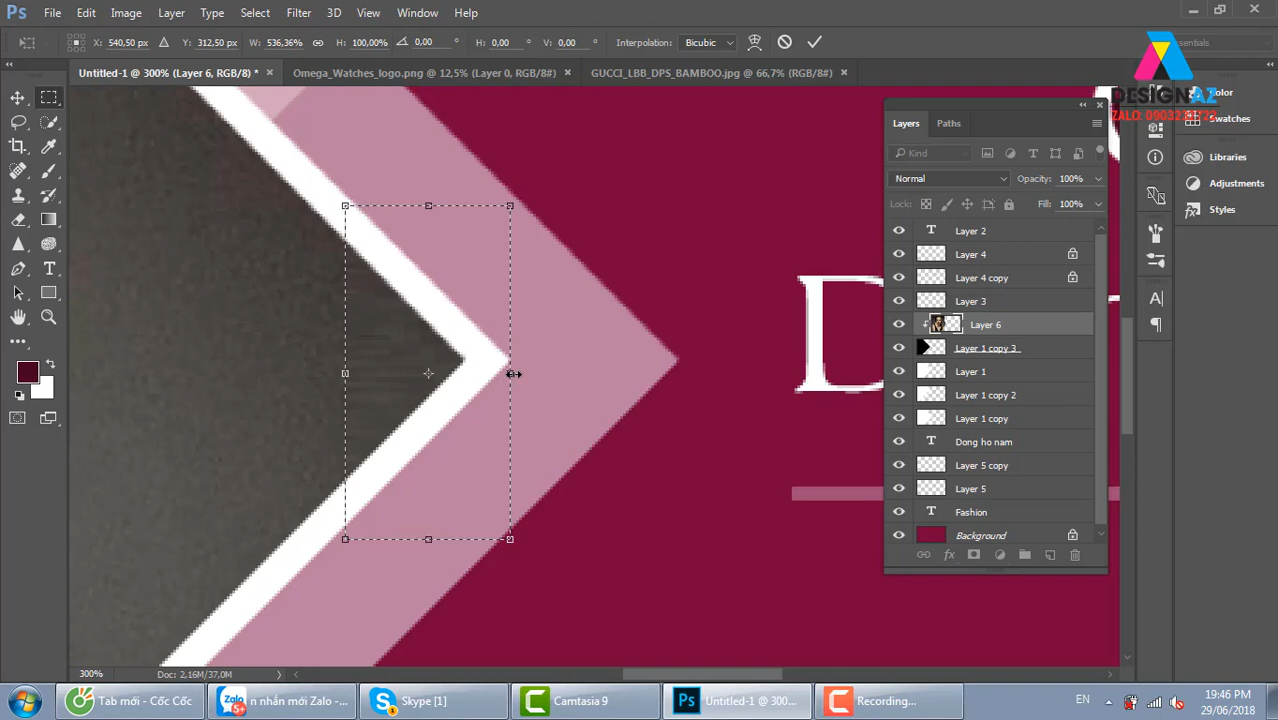 Ps File Edit Image Layer Type Select Filter 3D View Window Help
X: 540,50 px Y: 312,50 px W: 536,36% H: 100,00% 0,00 ° H: 0,00 ° V: 0,00 ° Interpolation: Bicubic
Untitled-1 @ 300% (Layer 6, RGB/8) * Omega_Watches_logo.png @ 12,5% (Layer 0, RGB/8#) GUCCI_LBB_DPS_BAMBOO.jpg @ 66,7% (RGB/8#)
DESIGNAZ
Layers Paths
Kind
Normal Opacity: 100%
Lock: Fill: 100%
Layer 2
Layer 4
Layer 4 copy
Layer 3
Layer 6
Layer 1 copy 3
Layer 1
Layer 1 copy 2
Layer 1 copy
Dong ho nam
Layer 5 copy
Layer 5
Fashion
Background
Color
Swatches
Libraries
Adjustments
Styles
D
300% Doc: 2,16M/37,0M
Tab mới - Cốc Cốc
n nhắn mới Zalo -...
Skype [1]
Camtasia 9
Untitled-1 @ 300...
Recording...
EN
19:46 PM
29/06/2018